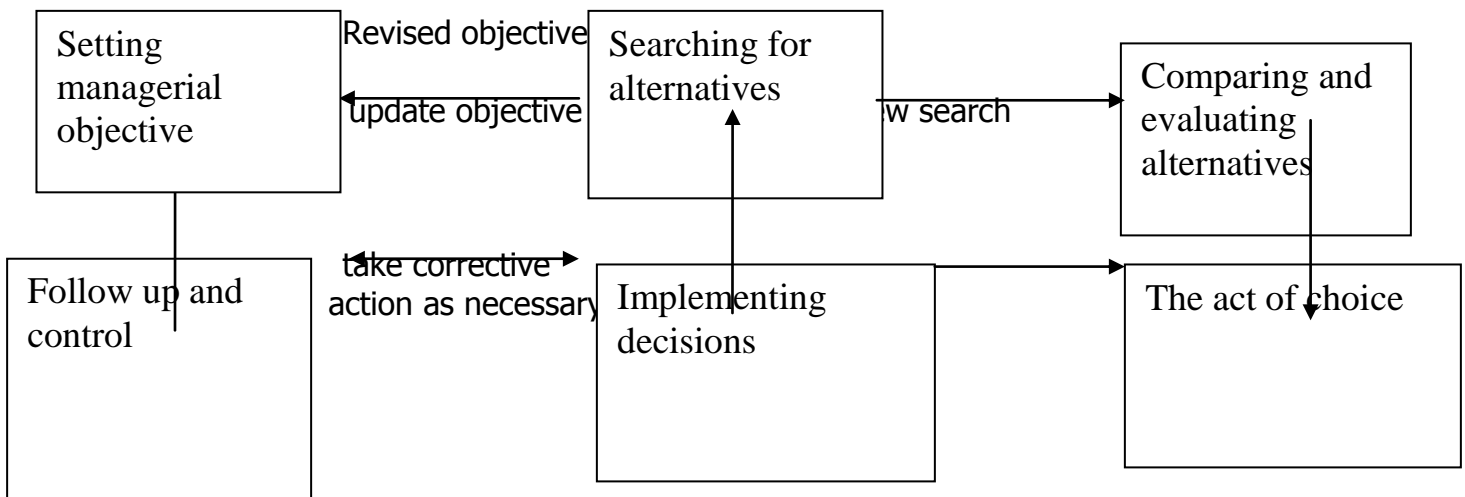 Setting
managerial
objective
Revised objective
update objective
Searching for
alternatives
search
Comparing and
evaluating
alternatives
Follow up and
control
take corrective
action as necessary
Implementing
decisions
The act of choice